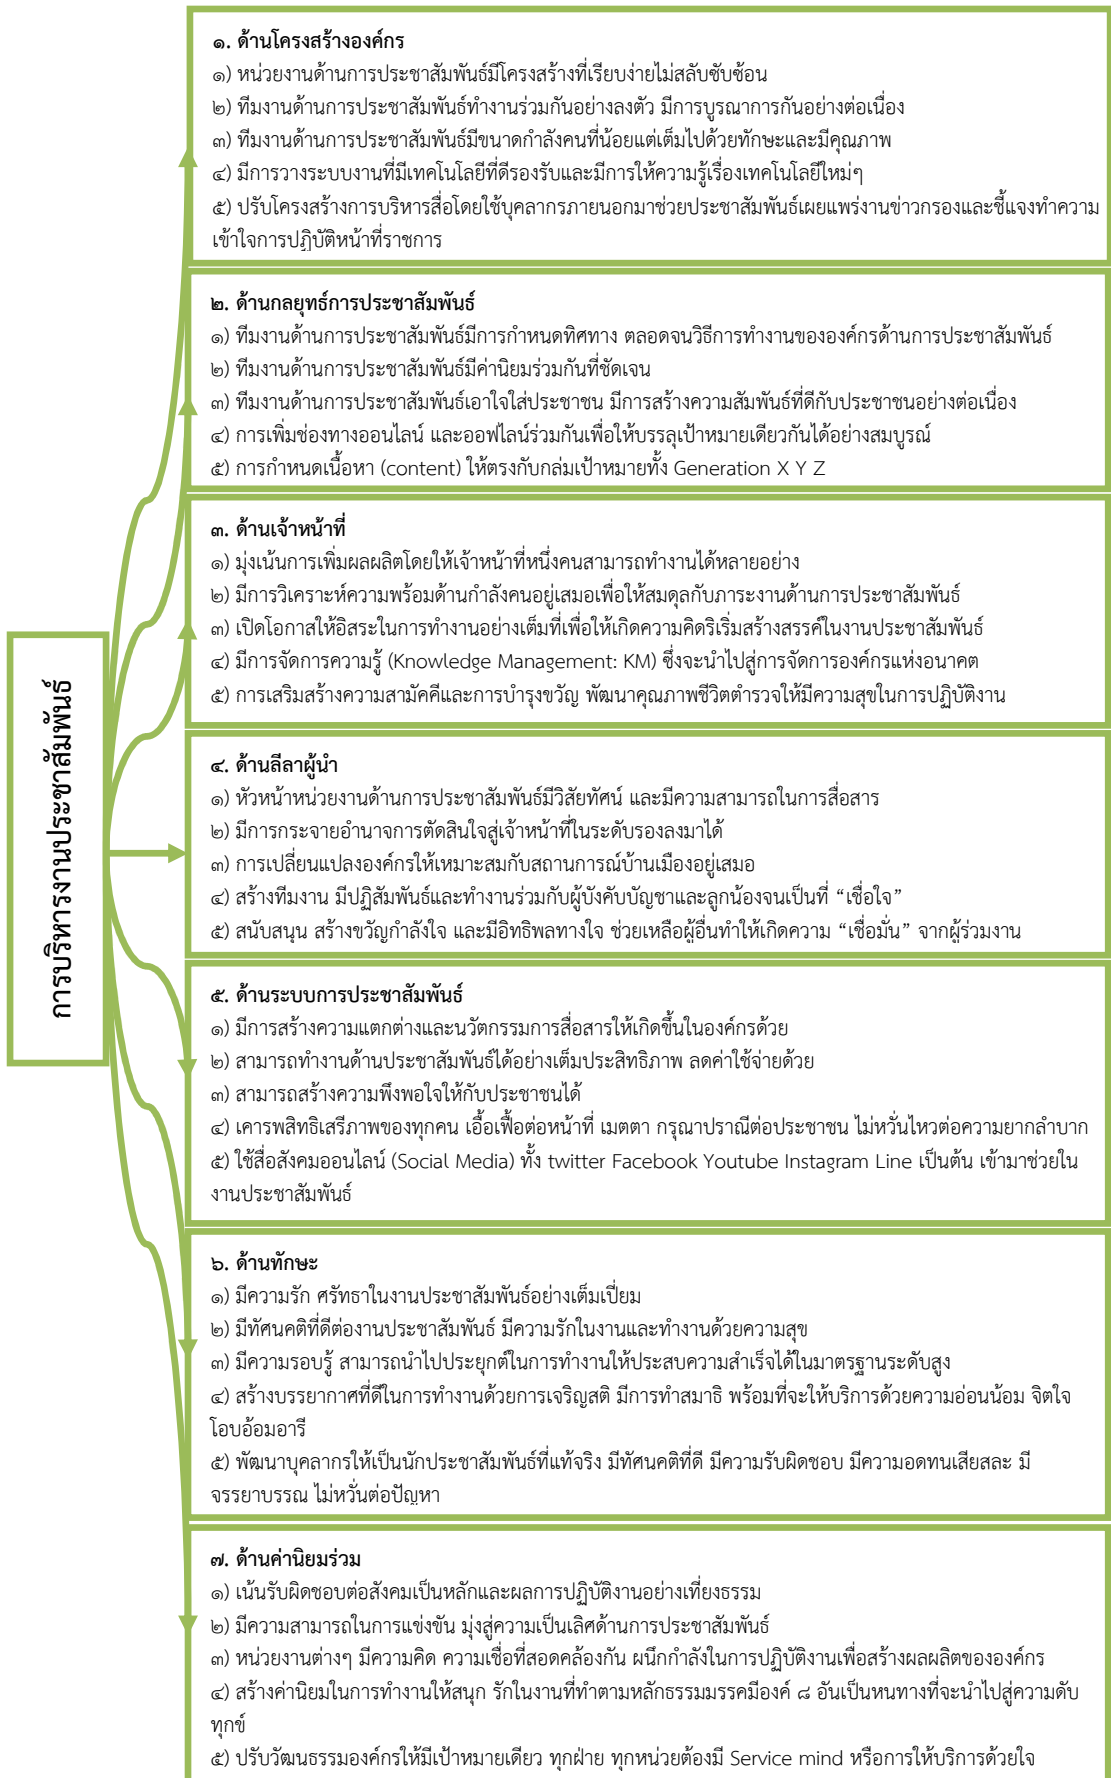 ๑. ด้านโครงสร้างองค์กร
๑) หน่วยงานด้านการประชาสัมพันธ์มีโครงสร้างที่เรียบง่ายไม่สลับซับซ้อน
๒) ทีมงานด้านการประชาสัมพันธ์ทำงานร่วมกันอย่างลงตัว มีการบูรณาการกันอย่างต่อเนื่อง
๓) ทีมงานด้านการประชาสัมพันธ์มีขนาดกำลังคนที่น้อยแต่เต็มไปด้วยทักษะและมีคุณภาพ
๔) มีการวางระบบงานที่มีเทคโนโลยีที่ดีรองรับและมีการให้ความรู้เรื่องเทคโนโลยีใหม่ๆ
๕) ปรับโครงสร้างการบริหารสื่อโดยใช้บุคลากรภายนอกมาช่วยประชาสัมพันธ์เผยแพร่งานข่าวกรองและชี้แจงทำความ
เข้าใจการปฏิบัติหน้าที่ราชการ
๒. ด้านกลยุทธ์การประชาสัมพันธ์
๑) ทีมงานด้านการประชาสัมพันธ์มีการกำหนดทิศทาง ตลอดจนวิธีการทำงานขององค์กรด้านการประชาสัมพันธ์
๒) ทีมงานด้านการประชาสัมพันธ์มีค่านิยมร่วมกันที่ชัดเจน
๓) ทีมงานด้านการประชาสัมพันธ์เอาใจใส่ประชาชน มีการสร้างความสัมพันธ์ที่ดีกับประชาชนอย่างต่อเนื่อง
๔) การเพิ่มช่องทางออนไลน์ และออฟไลน์ร่วมกันเพื่อให้บรรลุเป้าหมายเดียวกันได้อย่างสมบูรณ์
๕) การกำหนดเนื้อหา (content) ให้ตรงกับกลุ่มเป้าหมายทั้ง Generation X Y Z
๓. ด้านเจ้าหน้าที่
๑) มุ่งเน้นการเพิ่มผลผลิตโดยให้เจ้าหน้าที่หนึ่งคนสามารถทำงานได้หลายอย่าง
๒) มีการวิเคราะห์ความพร้อมด้านกำลังคนอยู่เสมอเพื่อให้สมดุลกับภาระงานด้านการประชาสัมพันธ์
๓) เปิดโอกาสให้อิสระในการทำงานอย่างเต็มที่เพื่อให้เกิดความคิดริเริ่มสร้างสรรค์ในงานประชาสัมพันธ์
๔) มีการจัดการความรู้ (Knowledge Management: KM) ซึ่งจะนำไปสู่การจัดการองค์กรแห่งอนาคต
๕) การเสริมสร้างความสามัคคีและการบำรุงขวัญ พัฒนาคุณภาพชีวิตตำรวจให้มีความสุขในการปฏิบัติงาน
การบริหารงานประชาสัมพันธ์
๔. ด้านลีลาผู้นำ
๑) หัวหน้าหน่วยงานด้านการประชาสัมพันธ์มีวิสัยทัศน์ และมีความสามารถในการสื่อสาร
๒) มีการกระจายอำนาจการตัดสินใจสู่เจ้าหน้าที่ในระดับรองลงมาได้
๓) การเปลี่ยนแปลงองค์กรให้เหมาะสมกับสถานการณ์บ้านเมืองอยู่เสมอ
๔) สร้างทีมงาน มีปฏิสัมพันธ์และทำงานร่วมกับผู้บังคับบัญชาและลูกน้องจนเป็นที่ “เชื่อใจ”
๕) สนับสนุน สร้างขวัญกำลังใจ และมีอิทธิพลทางใจ ช่วยเหลือผู้อื่นทำให้เกิดความ “เชื่อมั่น” จากผู้ร่วมงาน
๕. ด้านระบบการประชาสัมพันธ์
๑) มีการสร้างความแตกต่างและนวัตกรรมการสื่อสารให้เกิดขึ้นในองค์กรด้วย
๒) สามารถทำงานด้านประชาสัมพันธ์ได้อย่างเต็มประสิทธิภาพ ลดค่าใช้จ่ายด้วย
๓) สามารถสร้างความพึงพอใจให้กับประชาชนได้
๔) เคารพสิทธิเสรีภาพของทุกคน เอื้อเฟื้อต่อหน้าที่ เมตตา กรุณาปราณีต่อประชาชน ไม่หวั่นไหวต่อความยากลำบาก
๕) ใช้สื่อสังคมออนไลน์ (Social Media) ทั้ง twitter Facebook Youtube Instagram Line เป็นต้น เข้ามาช่วยใน
งานประชาสัมพันธ์
๖. ด้านทักษะ
๑) มีความรัก ศรัทธาในงานประชาสัมพันธ์อย่างเต็มเปี่ยม
๒) มีทัศนคติที่ดีต่องานประชาสัมพันธ์ มีความรักในงานและทำงานด้วยความสุข
๓) มีความรอบรู้ สามารถนำไปประยุกต์ในการทำงานให้ประสบความสำเร็จได้ในมาตรฐานระดับสูง
๔) สร้างบรรยากาศที่ดีในการทำงานด้วยการเจริญสติ มีการทำสมาธิ พร้อมที่จะให้บริการด้วยความอ่อนน้อม จิตใจ
โอบอ้อมอารี
๕) พัฒนาบุคลากรให้เป็นนักประชาสัมพันธ์ที่แท้จริง มีทัศนคติที่ดี มีความรับผิดชอบ มีความอดทนเสียสละ มี
จรรยาบรรณ ไม่หวั่นต่อปัญหา
๗. ด้านค่านิยมร่วม
๑) เน้นรับผิดชอบต่อสังคมเป็นหลักและผลการปฏิบัติงานอย่างเที่ยงธรรม
๒) มีความสามารถในการแข่งขัน มุ่งสู่ความเป็นเลิศด้านการประชาสัมพันธ์
๓) หน่วยงานต่างๆ มีความคิด ความเชื่อที่สอดคล้องกัน ผนึกกำลังในการปฏิบัติงานเพื่อสร้างผลผลิตขององค์กร
๔) สร้างค่านิยมในการทำงานให้สนุก รักในงานที่ทำตามหลักธรรมมรรคมีองค์ ๘ อันเป็นหนทางที่จะนำไปสู่ความดับ
ทุกข์
๕) ปรับวัฒนธรรมองค์กรให้มีเป้าหมายเดียว ทุกฝ่าย ทุกหน่วยต้องมี Service mind หรือการให้บริการด้วยใจ